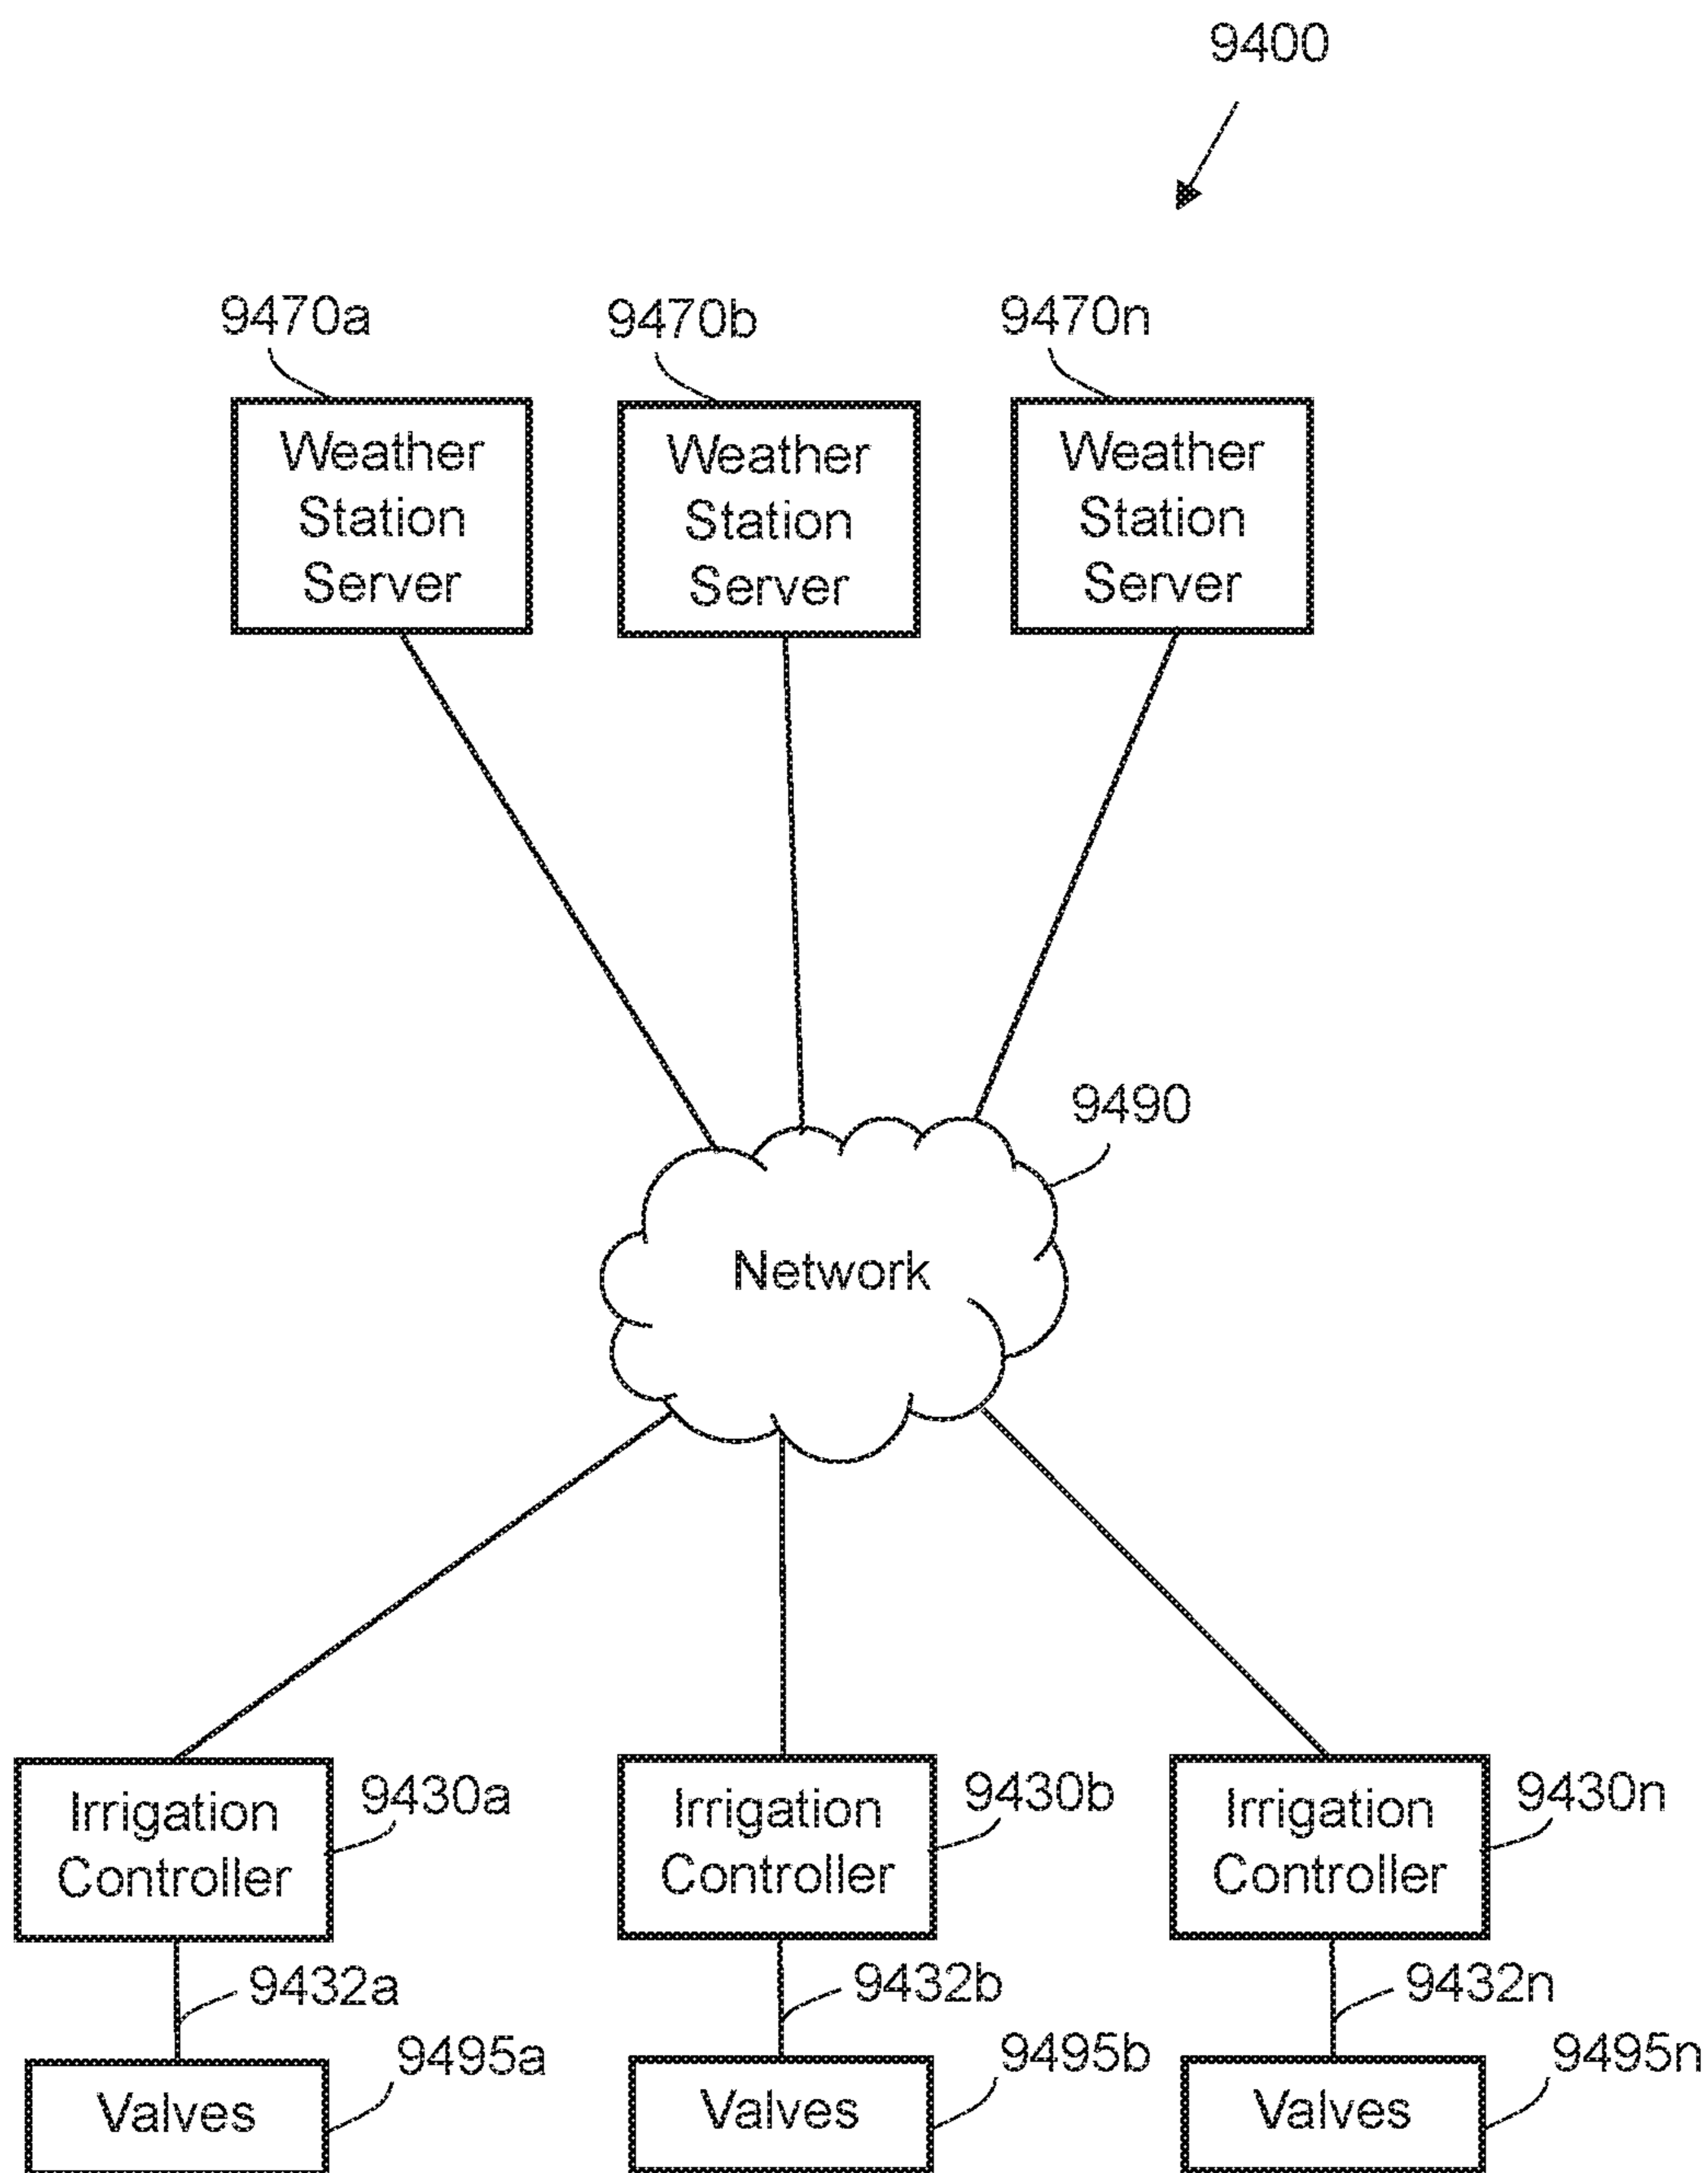 9400
9470a
9470b
9470n
Weather
Station
Server
Weather
Station
Server
Weather
Station
Server
9490
Network
Irrigation
Controller
9430a
Irrigation
Controller
9430b
Irrigation
Controller
9430n
9432a
9432b
9432n
Valves
9495a
Valves
9495b
Valves
9495n